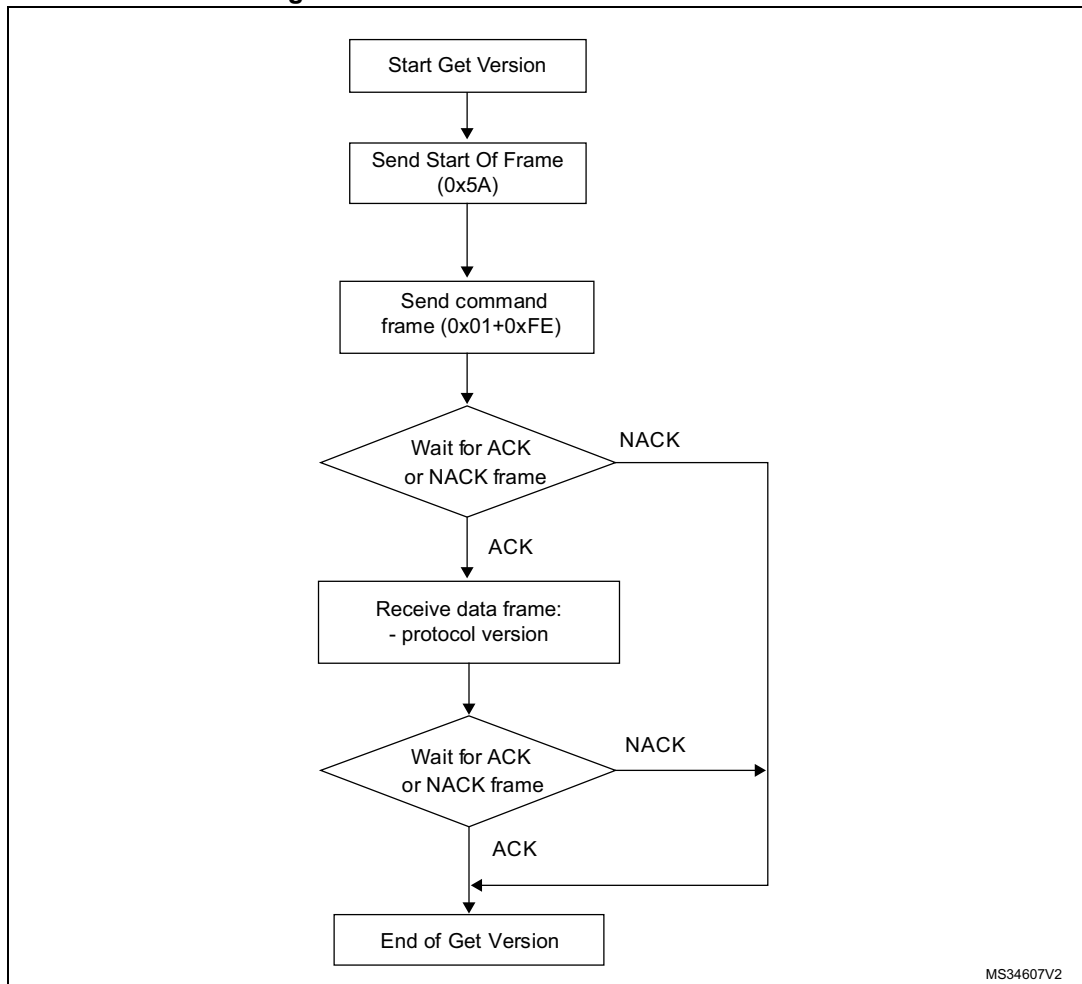 Start Get Version
Send Start Of Frame
(0x5A)
Send command
frame (0x01+0xFE)
Wait for ACK
or NACK frame
NACK
ACK
Receive data frame:
- protocol version
Wait for ACK
or NACK frame
NACK
ACK
End of Get Version
MS34607V2